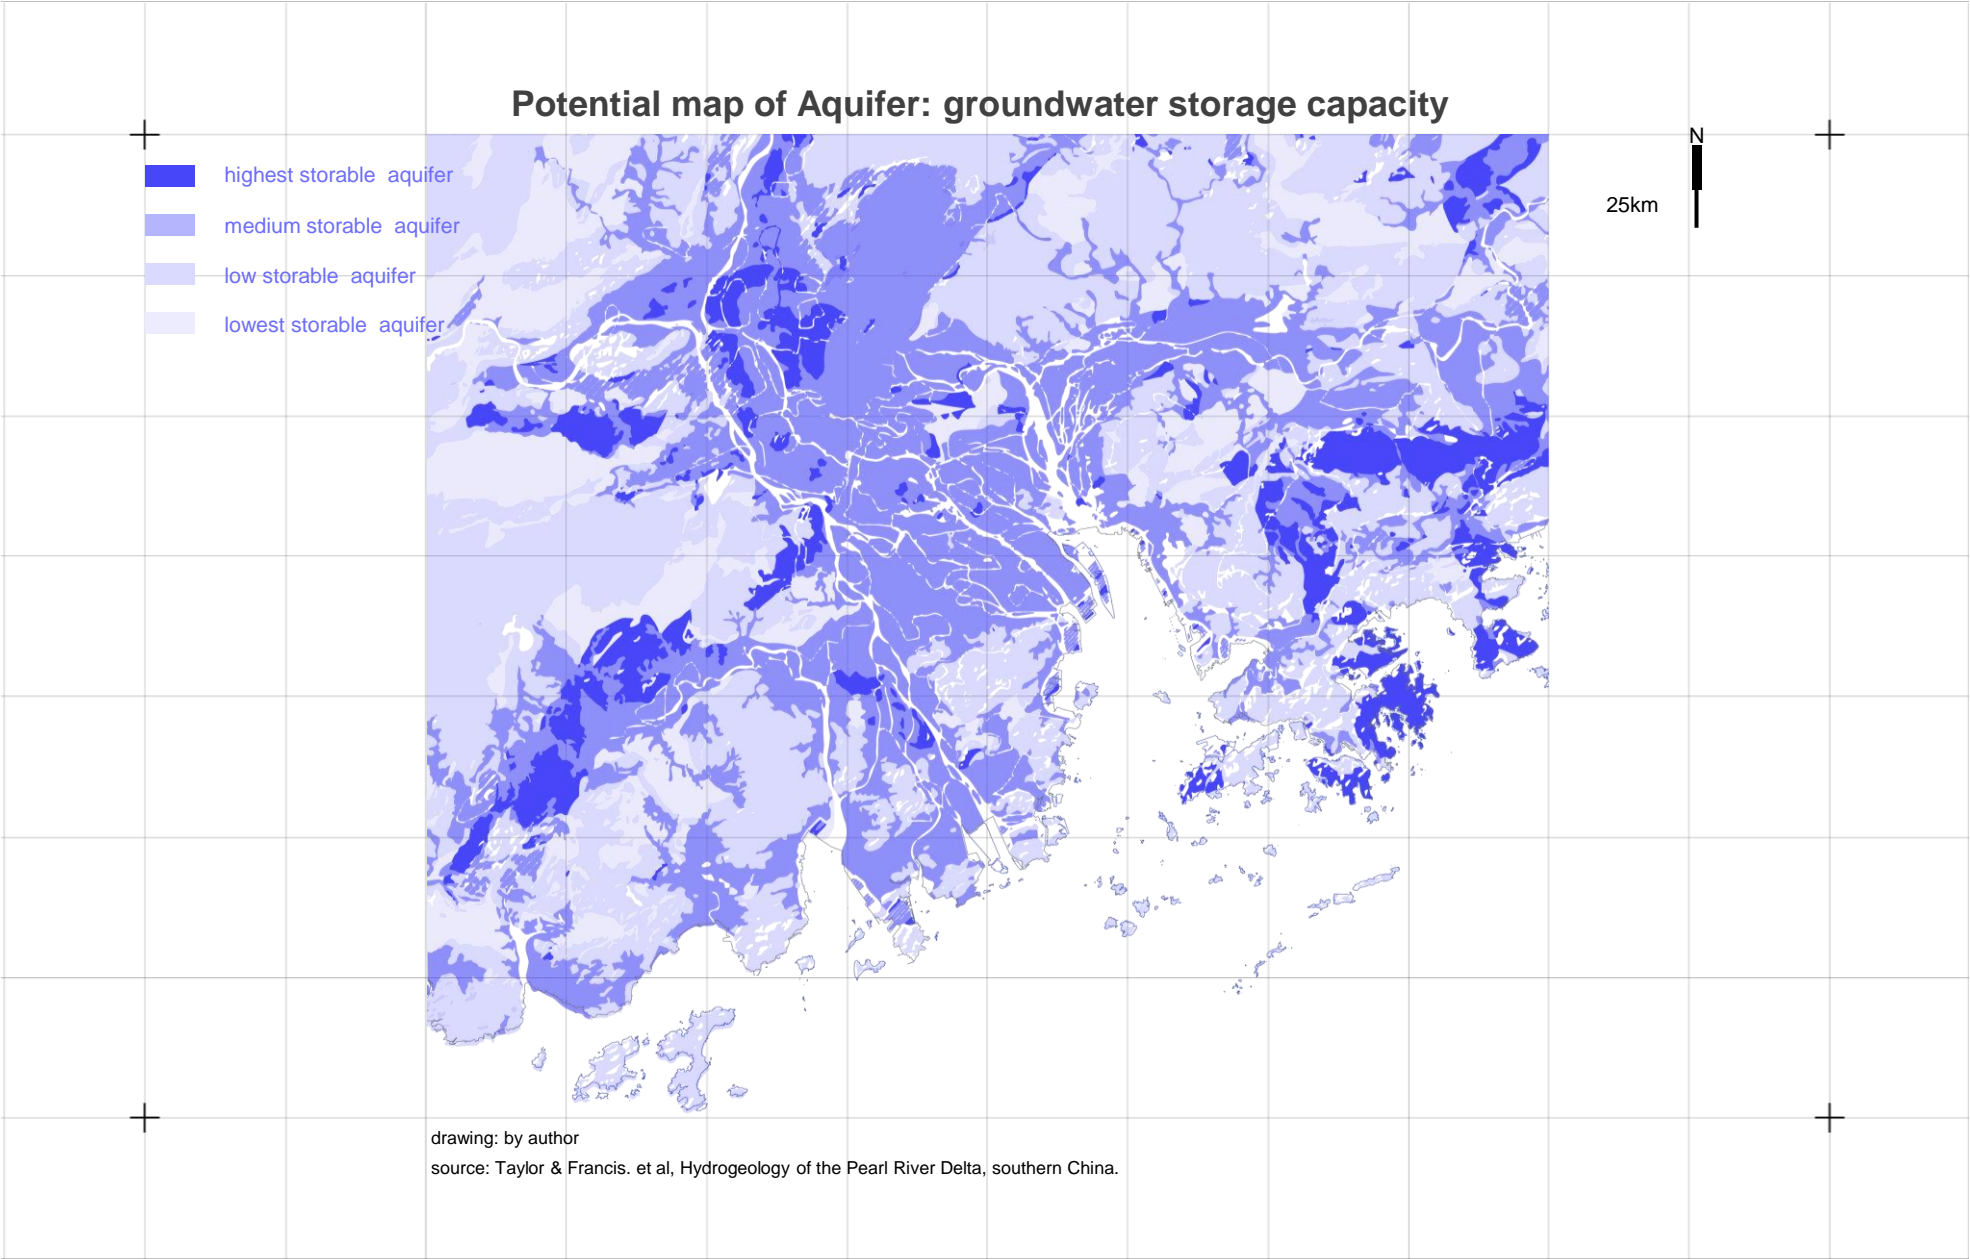 Potential map of Aquifer: groundwater storage capacity
N
25km
highest storable aquifer
medium storable aquifer
low storable aquifer
lowest storable aquifer
drawing: by author
source: Taylor & Francis. et al, Hydrogeology of the Pearl River Delta, southern China.